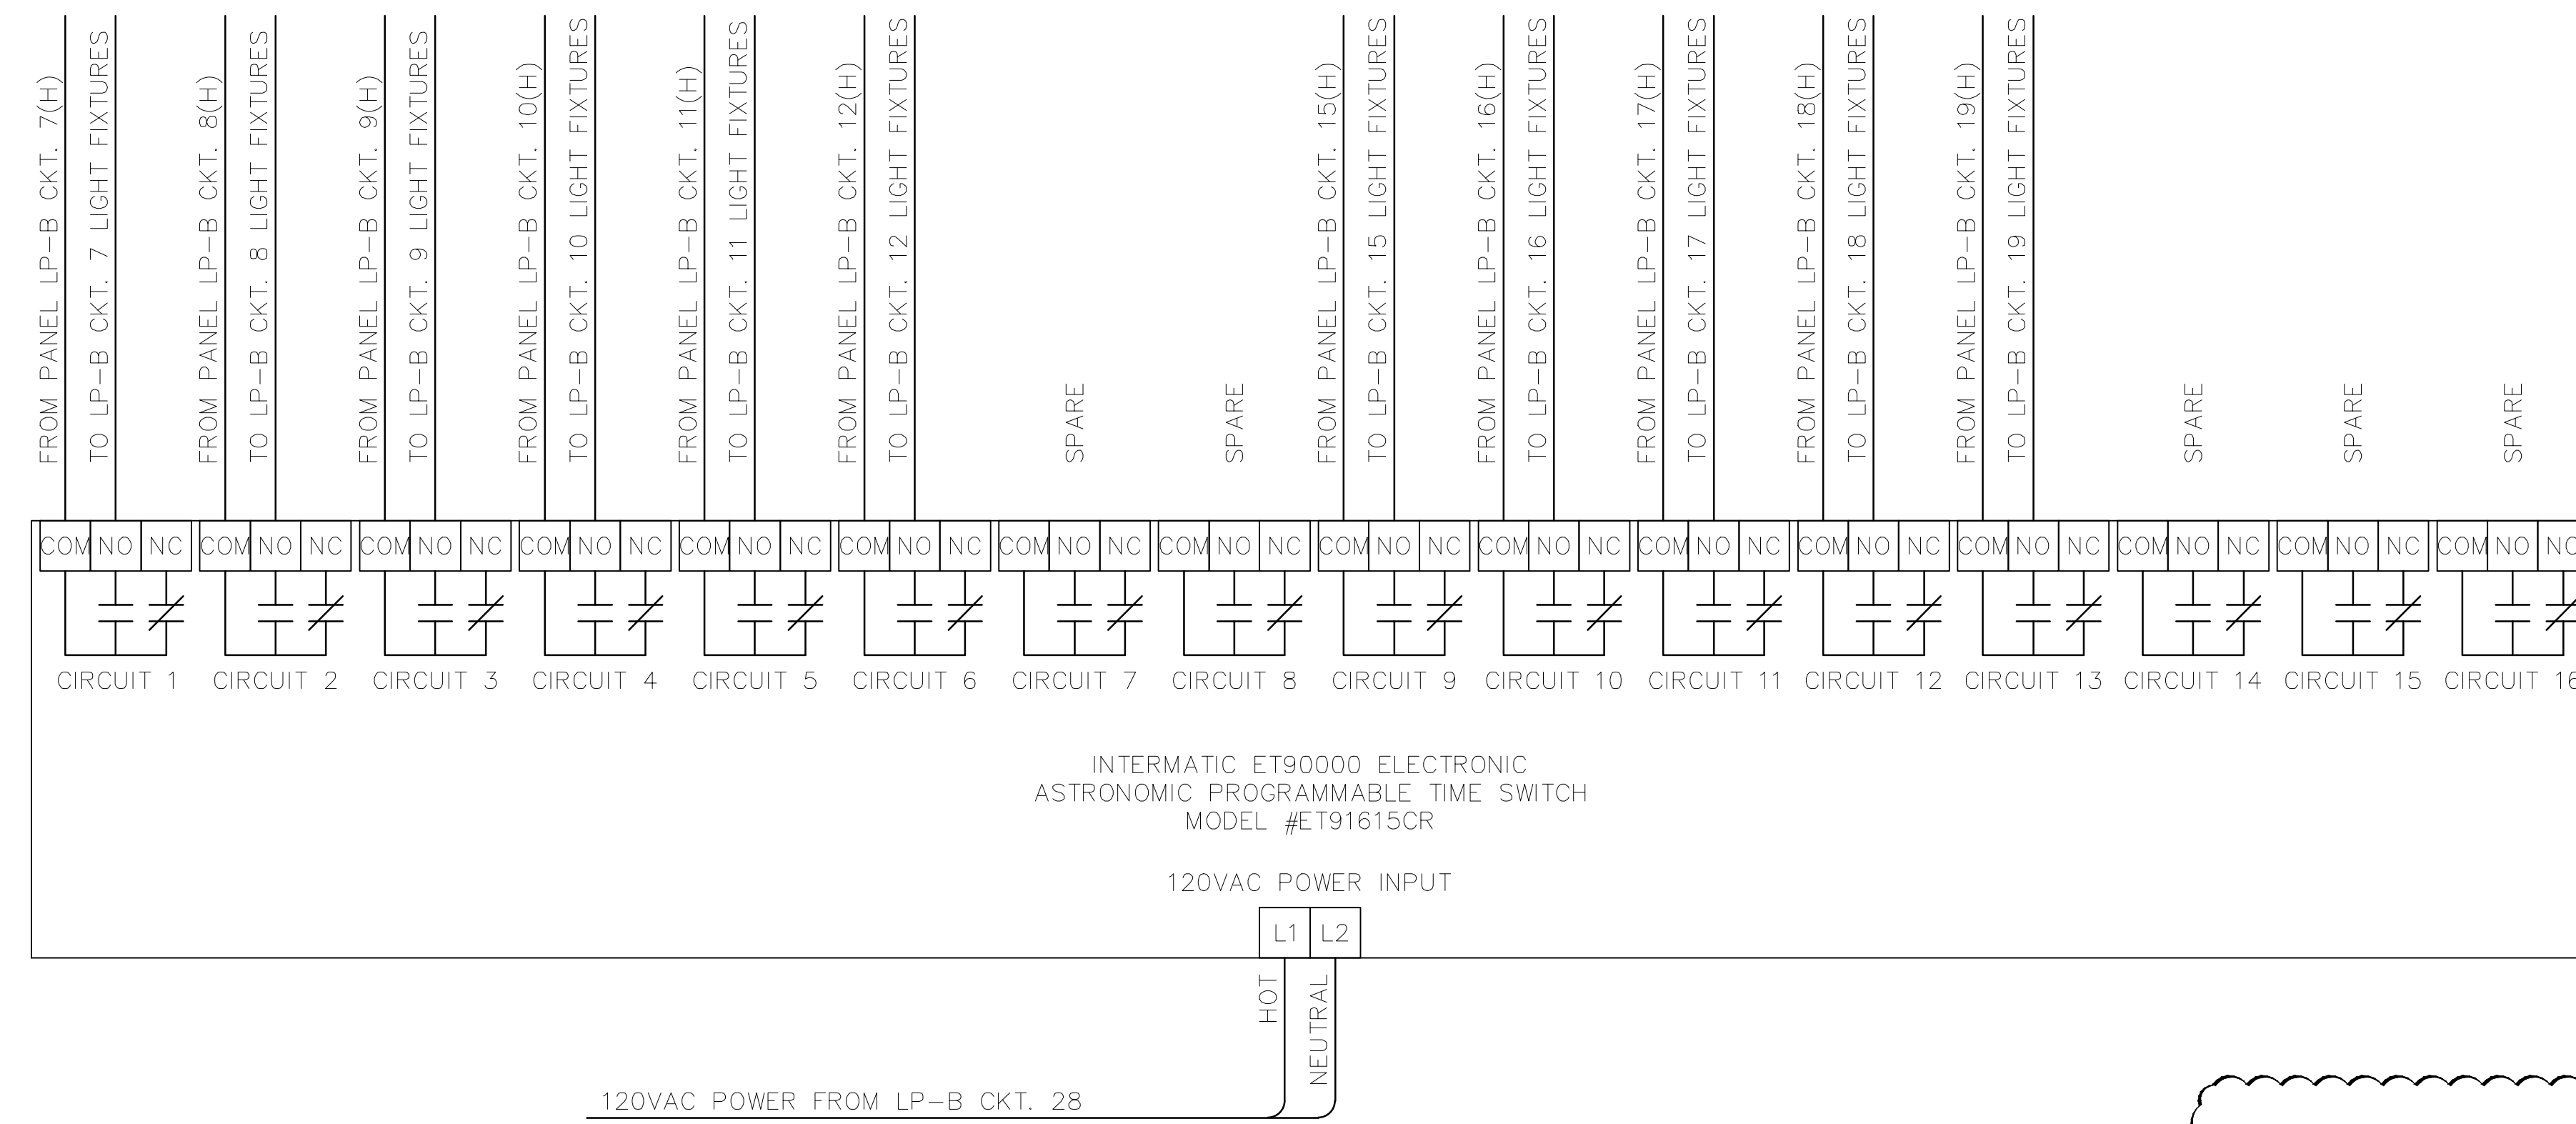 FROM PANEL LP-B CKT. 7(H)
TO LP-B CKT. 7 LIGHT FIXTURES
FROM PANEL LP-B CKT. 8(H)
TO LP-B CKT. 8 LIGHT FIXTURES
FROM PANEL LP-B CKT. 9(H)
TO LP-B CKT. 9 LIGHT FIXTURES
FROM PANEL LP-B CKT. 10(H)
TO LP-B CKT. 10 LIGHT FIXTURES
FROM PANEL LP-B CKT. 11(H)
TO LP-B CKT. 11 LIGHT FIXTURES
FROM PANEL LP-B CKT. 12(H)
TO LP-B CKT. 12 LIGHT FIXTURES
SPARE
SPARE
FROM PANEL LP-B CKT. 15(H)
TO LP-B CKT. 15 LIGHT FIXTURES
FROM PANEL LP-B CKT. 16(H)
TO LP-B CKT. 16 LIGHT FIXTURES
FROM PANEL LP-B CKT. 17(H)
TO LP-B CKT. 17 LIGHT FIXTURES
FROM PANEL LP-B CKT. 18(H)
TO LP-B CKT. 18 LIGHT FIXTURES
FROM PANEL LP-B CKT. 19(H)
TO LP-B CKT. 19 LIGHT FIXTURES
SPARE
SPARE
SPARE
COM NO NC COM NO NC COM NO NC COM NO NC COM NO NC COM NO NC COM NO NC COM NO NC COM NO NC COM NO NC COM NO NC COM NO NC COM NO NC COM NO NC COM NO NC COM NO NC
CIRCUIT 1 CIRCUIT 2 CIRCUIT 3 CIRCUIT 4 CIRCUIT 5 CIRCUIT 6 CIRCUIT 7 CIRCUIT 8 CIRCUIT 9 CIRCUIT 10 CIRCUIT 11 CIRCUIT 12 CIRCUIT 13 CIRCUIT 14 CIRCUIT 15 CIRCUIT 16
INTERMATIC ET90000 ELECTRONIC
ASTRONOMIC PROGRAMMABLE TIME SWITCH
MODEL #ET91615CR
120VAC POWER INPUT
L1 L2
HOT
NEUTRAL
120VAC POWER FROM LP-B CKT. 28